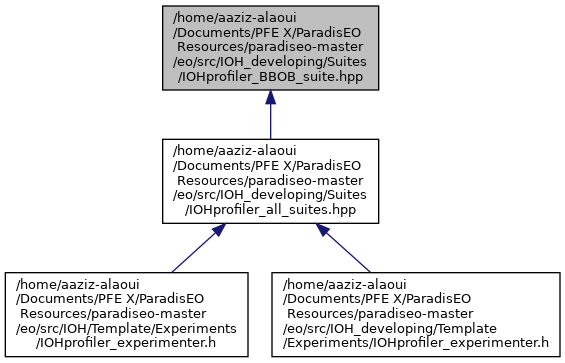 /home/aaziz-alaoui
/Documents/PFE X/ParadisEO
Resources/paradiseo-master
/eo/src/IOH_developing/Suites
/IOHprofiler_BBOB_suite.hpp
/home/aaziz-alaoui
/Documents/PFE X/ParadisEO
Resources/paradiseo-master
/eo/src/IOH_developing/Suites
/IOHprofiler_all_suites.hpp
/home/aaziz-alaoui
/Documents/PFE X/ParadisEO
Resources/paradiseo-master
/eo/src/IOH/Template/Experiments
/IOHprofiler_experimenter.h
/home/aaziz-alaoui
/Documents/PFE X/ParadisEO
Resources/paradiseo-master
/eo/src/IOH_developing/Template
/Experiments/IOHprofiler_experimenter.h